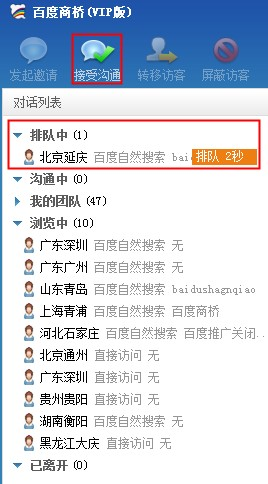 百度商桥(VIP版)
发起邀请 接受沟通 转移访客 屏蔽访客
对话列表
排队中 (1)
北京延庆 百度自然搜索 bai 排队 2秒
沟通中 (0)
我的团队 (47)
浏览中 (10)
广东深圳 百度自然搜索 无
广东广州 百度自然搜索 无
山东青岛 百度自然搜索 baidushagnqiao
上海青浦 百度自然搜索 百度商桥
河北石家庄 百度自然搜索 百度推广关闭...
北京通州 直接访问 无
广东深圳 直接访问 无
贵州贵阳 直接访问 无
湖南衡阳 直接访问 无
黑龙江大庆 直接访问 无
已离开 (0)